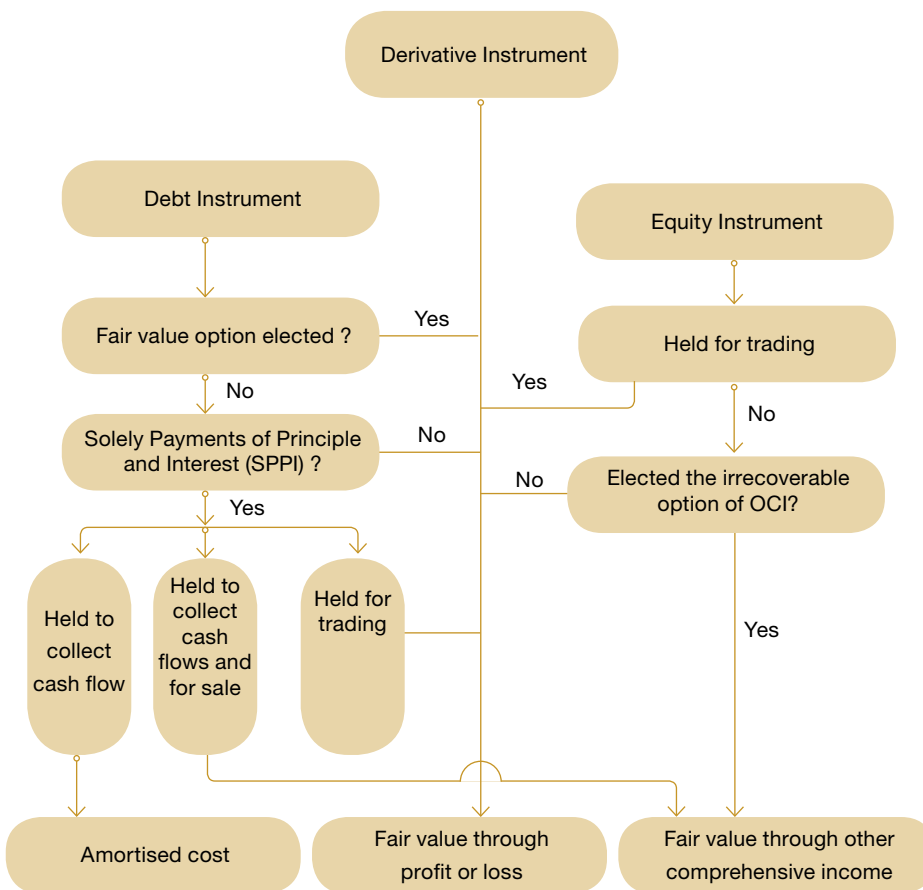 Derivative Instrument
Debt Instrument
Equity Instrument
Fair value option elected ?
Yes
Held for trading
No
Yes
No
Solely Payments of Principle
and Interest (SPPI) ?
No
Elected the irrecoverable
option of OCI?
No
Yes
Held to
collect
cash flow
Held to
collect
cash
flows and
for sale
Held for
trading
Yes
Amortised cost
Fair value through
profit or loss
Fair value through other
comprehensive income